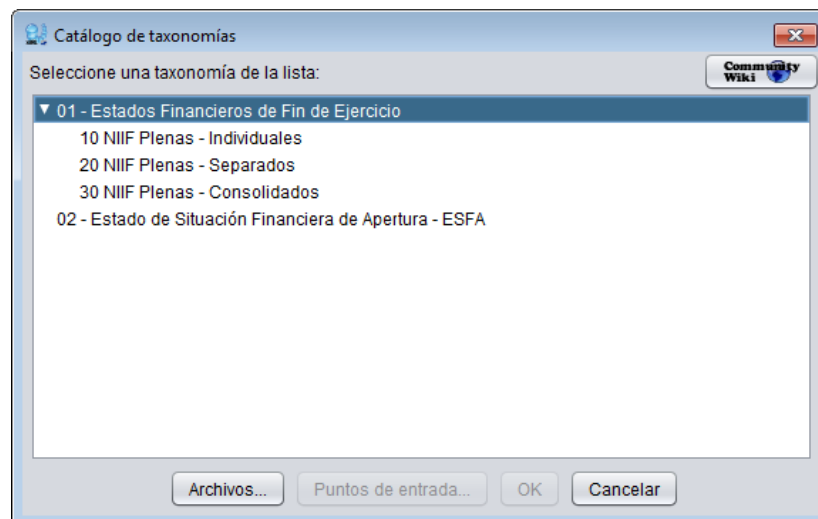 Catálogo de taxonomías
Seleccione una taxonomía de la lista:
Community
Wiki
01 - Estados Financieros de Fin de Ejercicio
10 NIIF Plenas - Individuales
20 NIIF Plenas - Separados
30 NIIF Plenas - Consolidados
02 - Estado de Situación Financiera de Apertura - ESFA
Archivos... Puntos de entrada... OK Cancelar